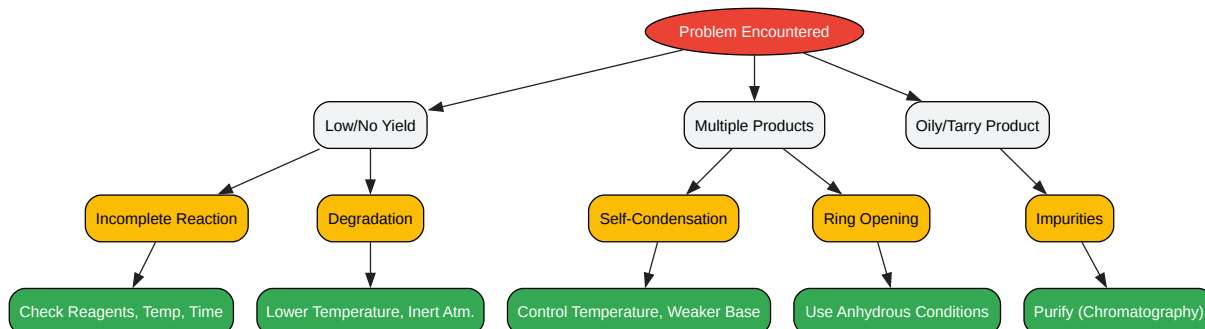 Problem Encountered
Low/No Yield
Multiple Products
Oily/Tarry Product
Incomplete Reaction
Degradation
Self-Condensation
Ring Opening
Impurities
Check Reagents, Temp, Time
Lower Temperature, Inert Atm.
Control Temperature, Weaker Base
Use Anhydrous Conditions
Purify (Chromatography)